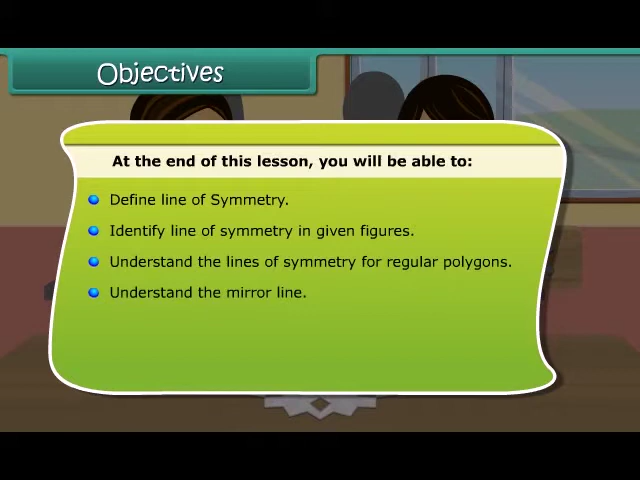 Objectives
At the end of this lesson, you will be able to:
Define line of Symmetry.
Identify line of symmetry in given figures.
Understand the lines of symmetry for regular polygons.
Understand the mirror line.